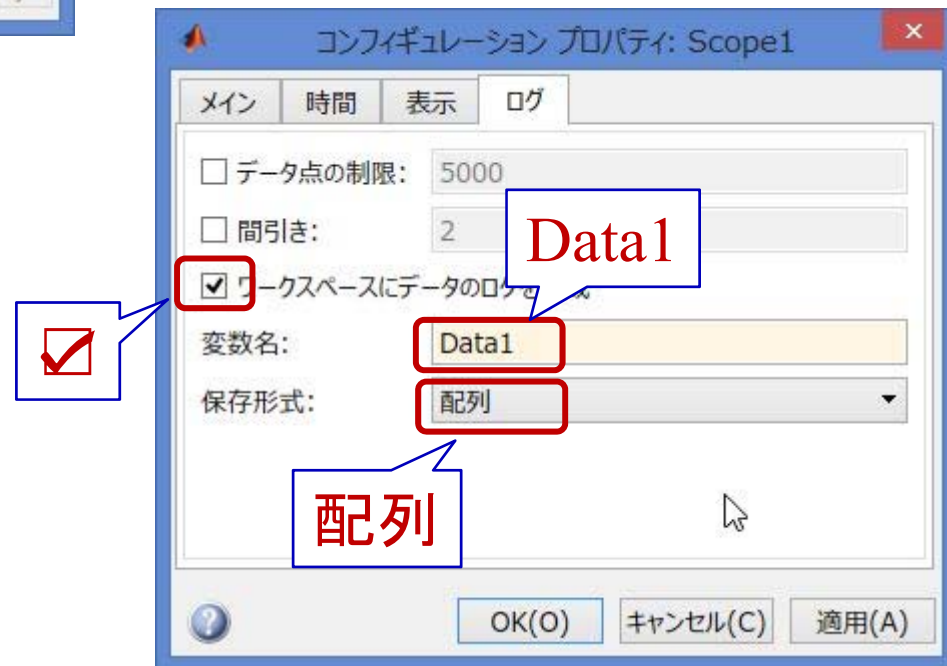 コンフィギュレーション プロパティ: Scope1
メイン 時間 表示 ログ
データ点の制限: 5000
間引き: 2
Data1
ワークスペースにデータのログを
変数名: Data1
保存形式: 配列
配列
OK(O) キャンセル(C) 適用(A)